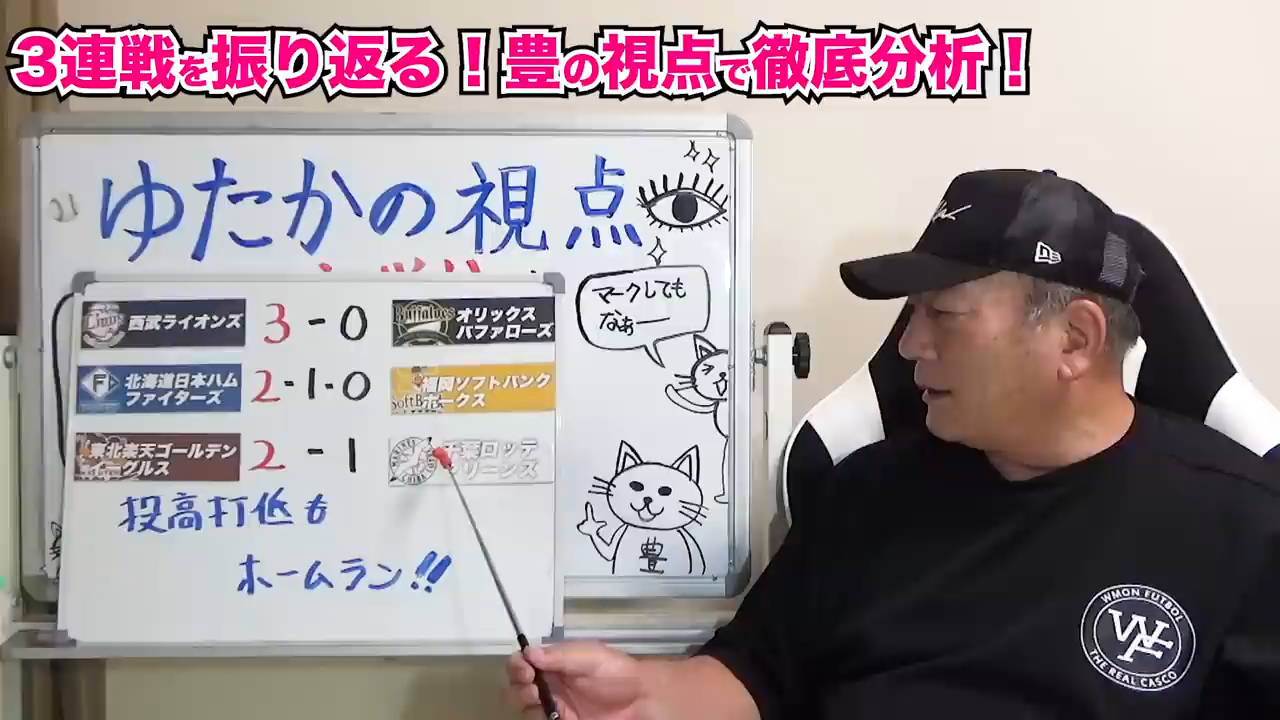 3連戦を振り返る！豊の視点で徹底分析！
ゆたかの視点
マークしても
なぁー
西武ライオンズ 3-0 Buffaloes オリックス
バファローズ
北海道日本ハム
ファイターズ 2-1-0 福岡ソフトバンク
ホークス
東北楽天ゴールデン
イーグルス 2-1 千葉ロッテ
マリーンズ
投高打低も
ホームラン!!
豊
WMON FUTBOL
THE REAL CASCO